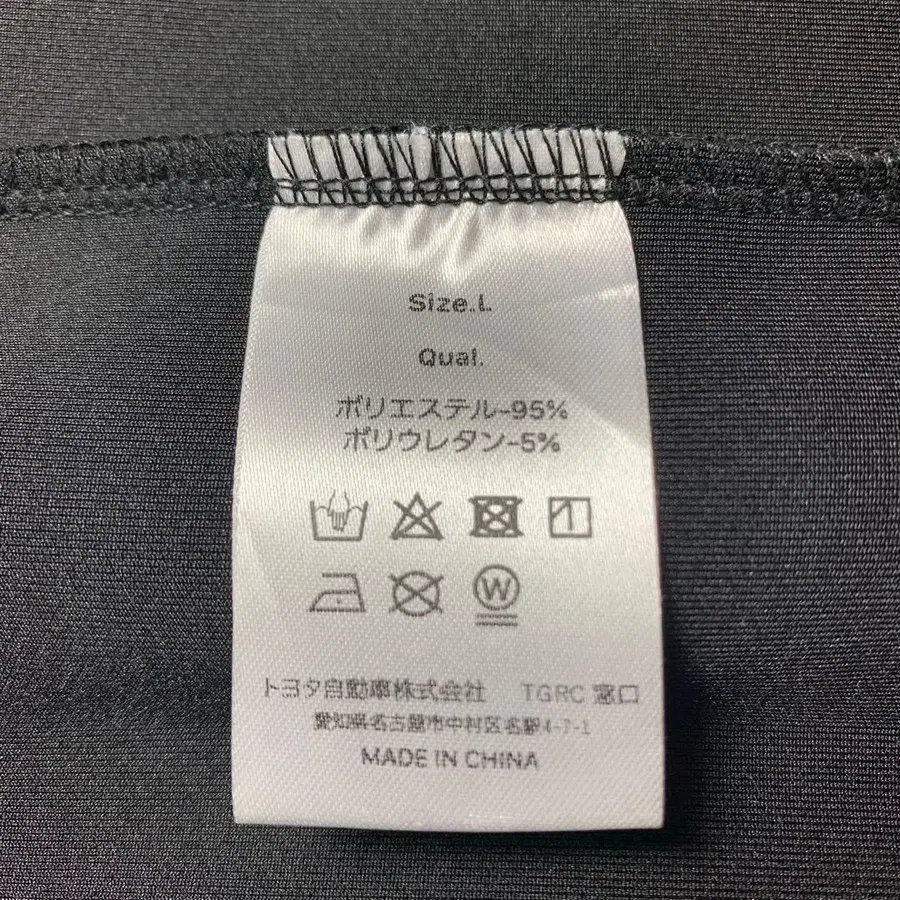 Size.L
Qual.
ポリエステル-95%
ポリウレタン-5%
W
トヨタ自動車株式会社 TGRC 窓口
愛知県名古屋市中村区名駅4-7-1
MADE IN CHINA